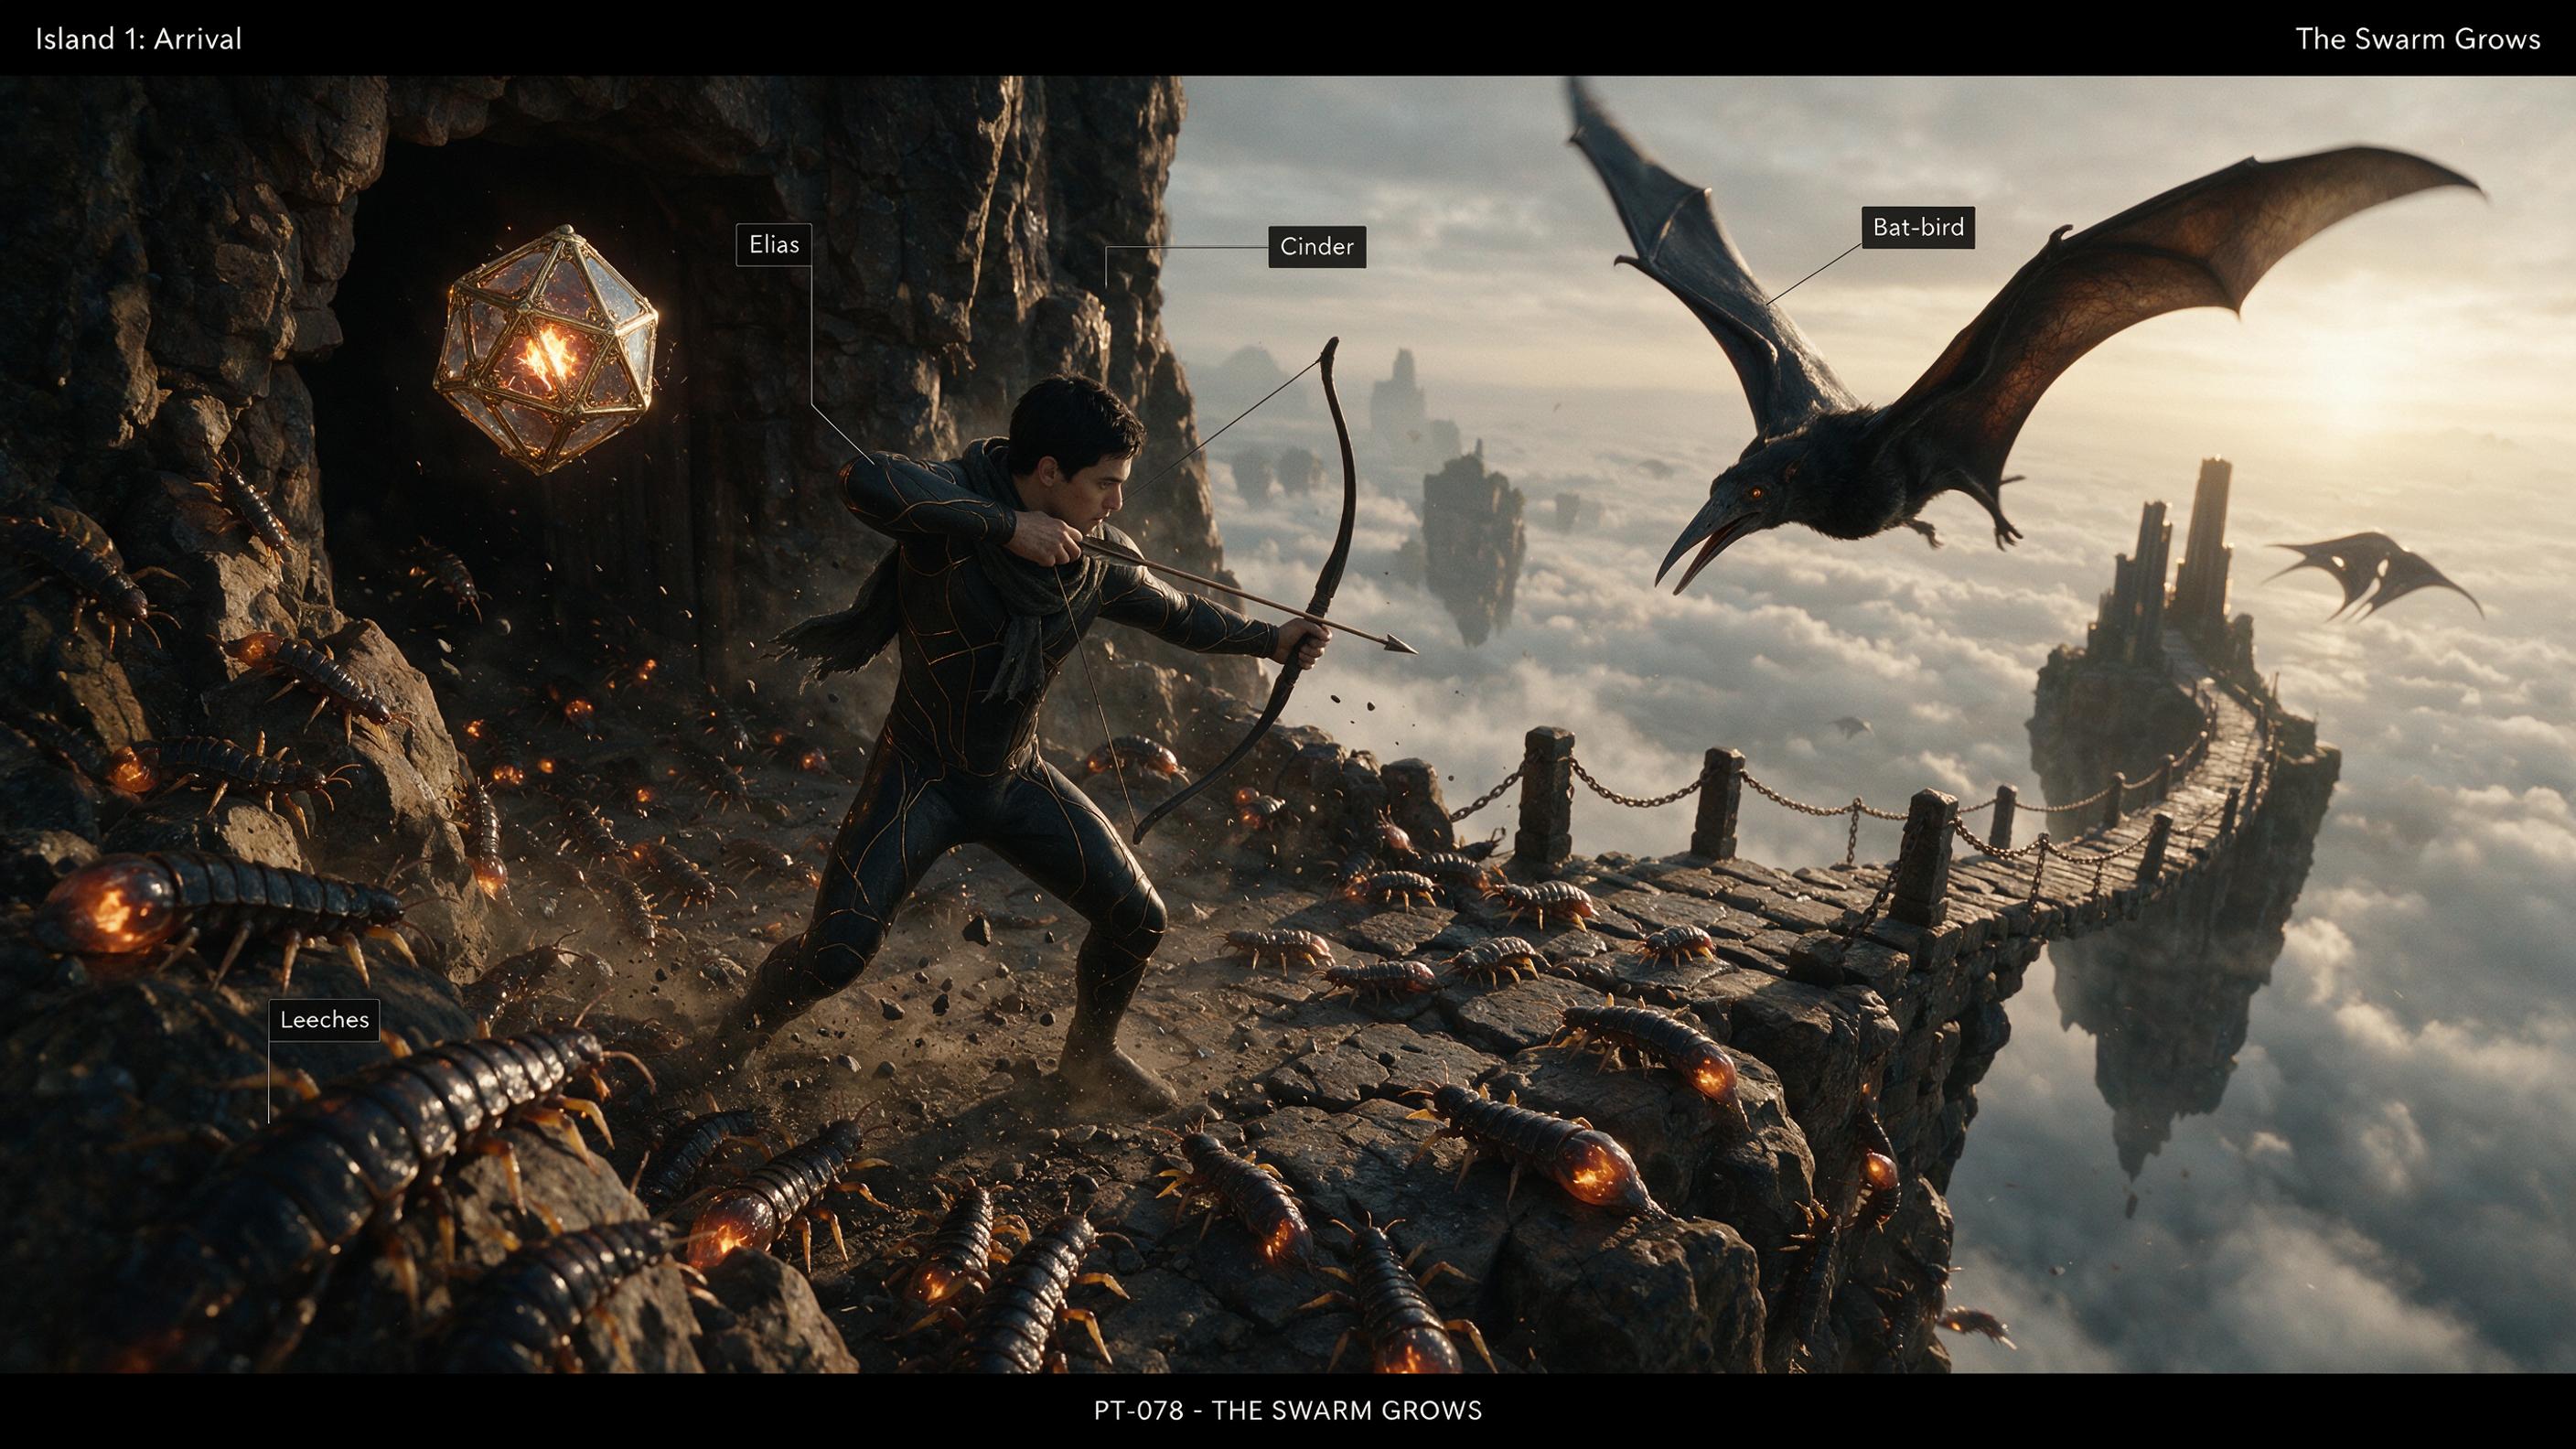 Island 1: Arrival
The Swarm Grows
Elias
Cinder
Bat-bird
Leeches
PT-078 - THE SWARM GROWS